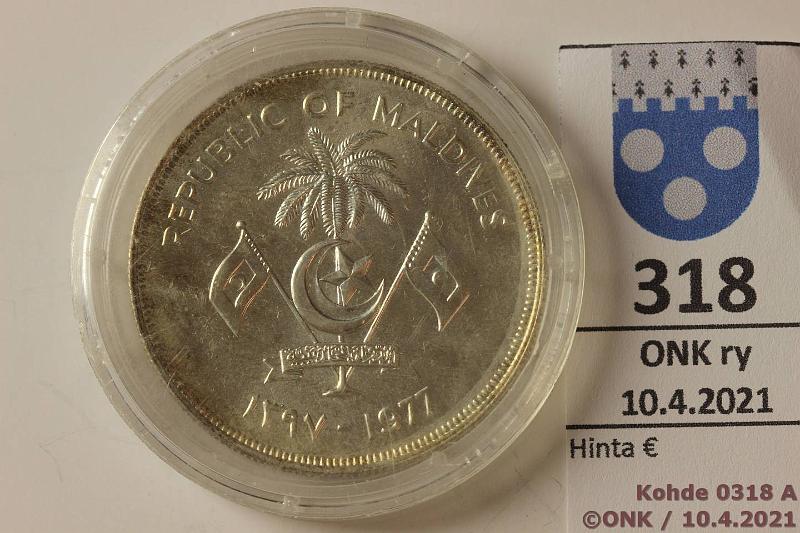 REPUBLIC OF MALDIVES
١٣٩٧ · 1977
318
ONK ry
10.4.2021
Hinta €
Kohde 0318 A
©ONK / 10.4.2021